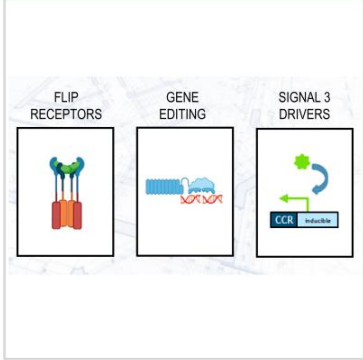 FLIP
RECEPTORS
GENE
EDITING
SIGNAL 3
DRIVERS
CCR inducible